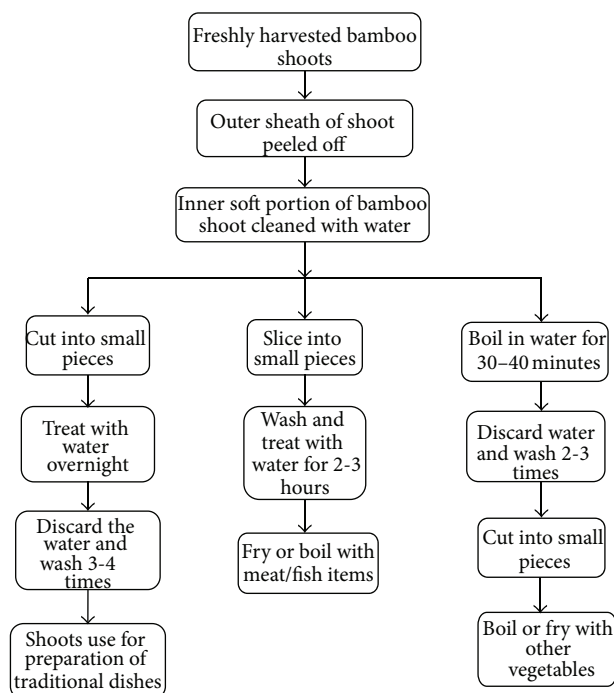 Freshly harvested bamboo
shoots
Outer sheath of shoot
peeled off
Inner soft portion of bamboo
shoot cleaned with water
Cut into small
pieces
Treat with
water
overnight
Discard the
water and
wash 3-4
times
Shoots use for
preparation of
traditional dishes
Slice into
small pieces
Wash and
treat with
water for 2-3
hours
Fry or boil with
meat/fish items
Boil in water for
30–40 minutes
Discard water
and wash 2-3
times
Cut into small
pieces
Boil or fry with
other
vegetables